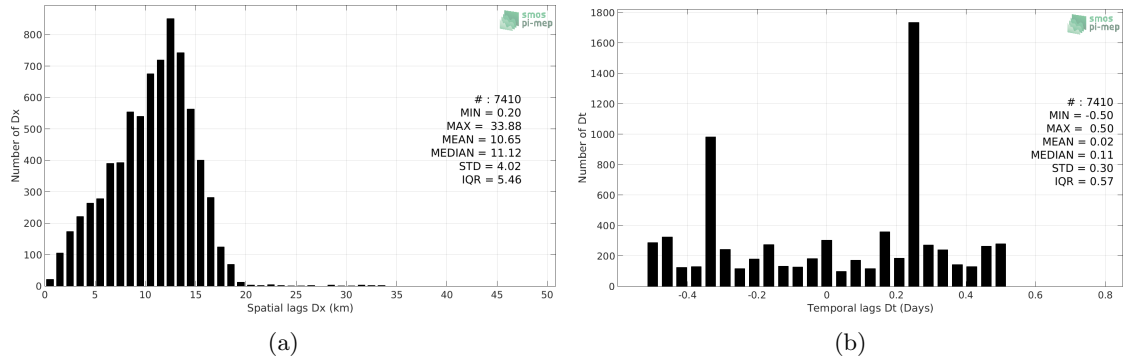 smos
pi-mep
# : 7410
MIN = 0.20
MAX = 33.88
MEAN = 10.65
MEDIAN = 11.12
STD = 4.02
IQR = 5.46
Number of Dx
800
700
600
500
400
300
200
100
0
0 5 10 15 20 25 30 35 40 45 50
Spatial lags Dx (km)
(a)
smos
pi-mep
# : 7410
MIN = -0.50
MAX = 0.50
MEAN = 0.02
MEDIAN = 0.11
STD = 0.30
IQR = 0.57
Number of Dt
1800
1600
1400
1200
1000
800
600
400
200
0
-0.4 -0.2 0 0.2 0.4 0.6 0.8
Temporal lags Dt (Days)
(b)